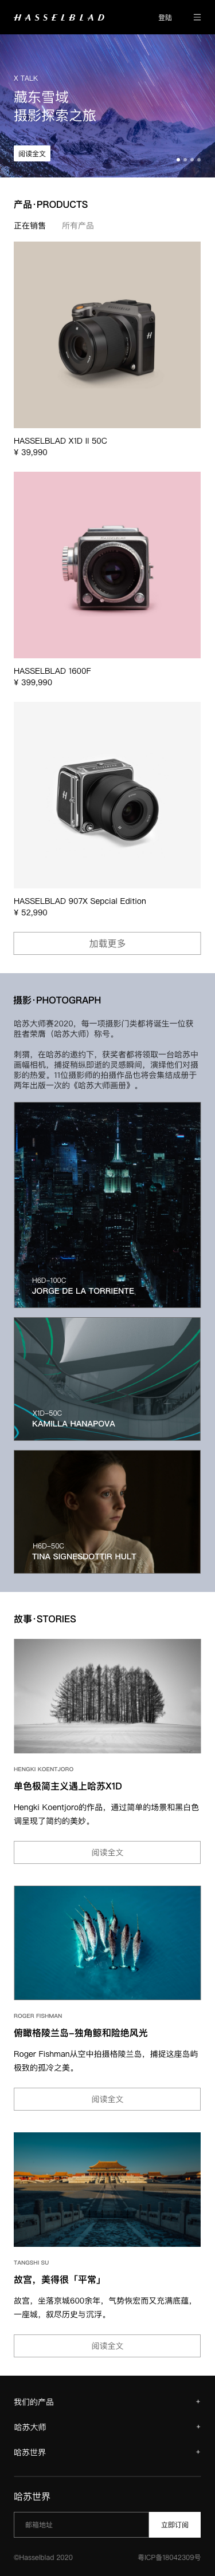 HASSELBLAD
登陆
X TALK
藏东雪域
摄影探索之旅
阅读全文
产品·PRODUCTS
正在销售 所有产品
HASSELBLAD X1D II 50C
¥ 39,990
HASSELBLAD 1600F
¥ 399,990
HASSELBLAD 907X Sepcial Edition
¥ 52,990
加载更多
摄影·PHOTOGRAPH
哈苏大师赛2020，每一项摄影门类都将诞生一位获
胜者荣膺（哈苏大师）称号。
刺猬，在哈苏的邀约下，获奖者都将领取一台哈苏中
画幅相机，捕捉稍纵即逝的灵感瞬间，演绎他们对摄
影的热爱。11位摄影师的拍摄作品也将会集结成册于
两年出版一次的《哈苏大师画册》。
H6D-100C
JORGE DE LA TORRIENTE
X1D-50C
KAMILLA HANAPOVA
H6D-50C
TINA SIGNESDOTTIR HULT
故事·STORIES
HENGKI KOENTJORO
单色极简主义遇上哈苏X1D
Hengki Koentjoro的作品，通过简单的场景和黑白色
调呈现了简约的美妙。
阅读全文
ROGER FISHMAN
俯瞰格陵兰岛-独角鲸和险绝风光
Roger Fishman从空中拍摄格陵兰岛，捕捉这座岛屿
极致的孤冷之美。
阅读全文
TANGSHI SU
故宫，美得很「平常」
故宫，坐落京城600余年，气势恢宏而又充满底蕴，
一座城，叙尽历史与沉浮。
阅读全文
我们的产品 +
哈苏大师 +
哈苏世界 +
哈苏世界
邮箱地址 立即订阅
©Hasselblad 2020 粤ICP备18042309号